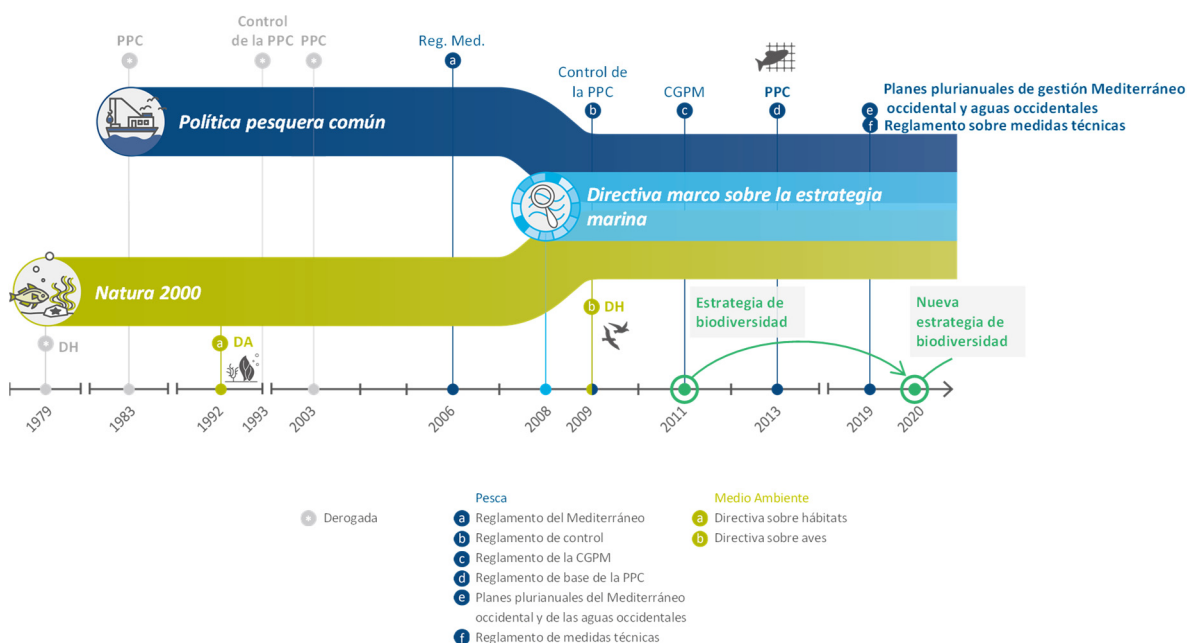 Control
PPC
de la PPC
PPC
Reg. Med.
Control de
la PPC
CGPM
PPC
Planes plurianuales de gestión Mediterráneo
occidental y aguas occidentales
Reglamento sobre medidas técnicas
a
b
c
d
e
f
Política pesquera común
Directiva marco sobre la estrategia
marina
Natura 2000
DH
a DA
b DH
Estrategia de
biodiversidad
Nueva
estrategia de
biodiversidad
1979
1983
1992
1993
2003
2006
2008
2009
2011
2013
2019
2020
Derogada
Pesca
a Reglamento del Mediterráneo
b Reglamento de control
c Reglamento de la CGPM
d Reglamento de base de la PPC
e Planes plurianuales del Mediterráneo
occidental y de las aguas occidentales
f Reglamento de medidas técnicas
Medio Ambiente
a Directiva sobre hábitats
b Directiva sobre aves